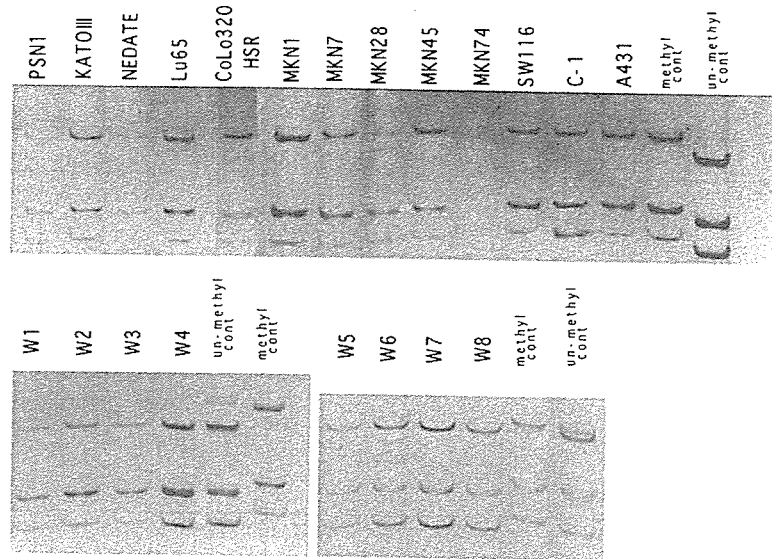 PSN1
KATOIII
NEDATE
Lu65
CoLo320
HSR
MKN1
MKN7
MKN28
MKN45
MKN74
SW116
C-1
A431
methyl
cont
un-methyl
cont
W1
W2
W3
W4
un-methyl
cont
methyl
cont
W5
W6
W7
W8
methyl
cont
un-methyl
cont